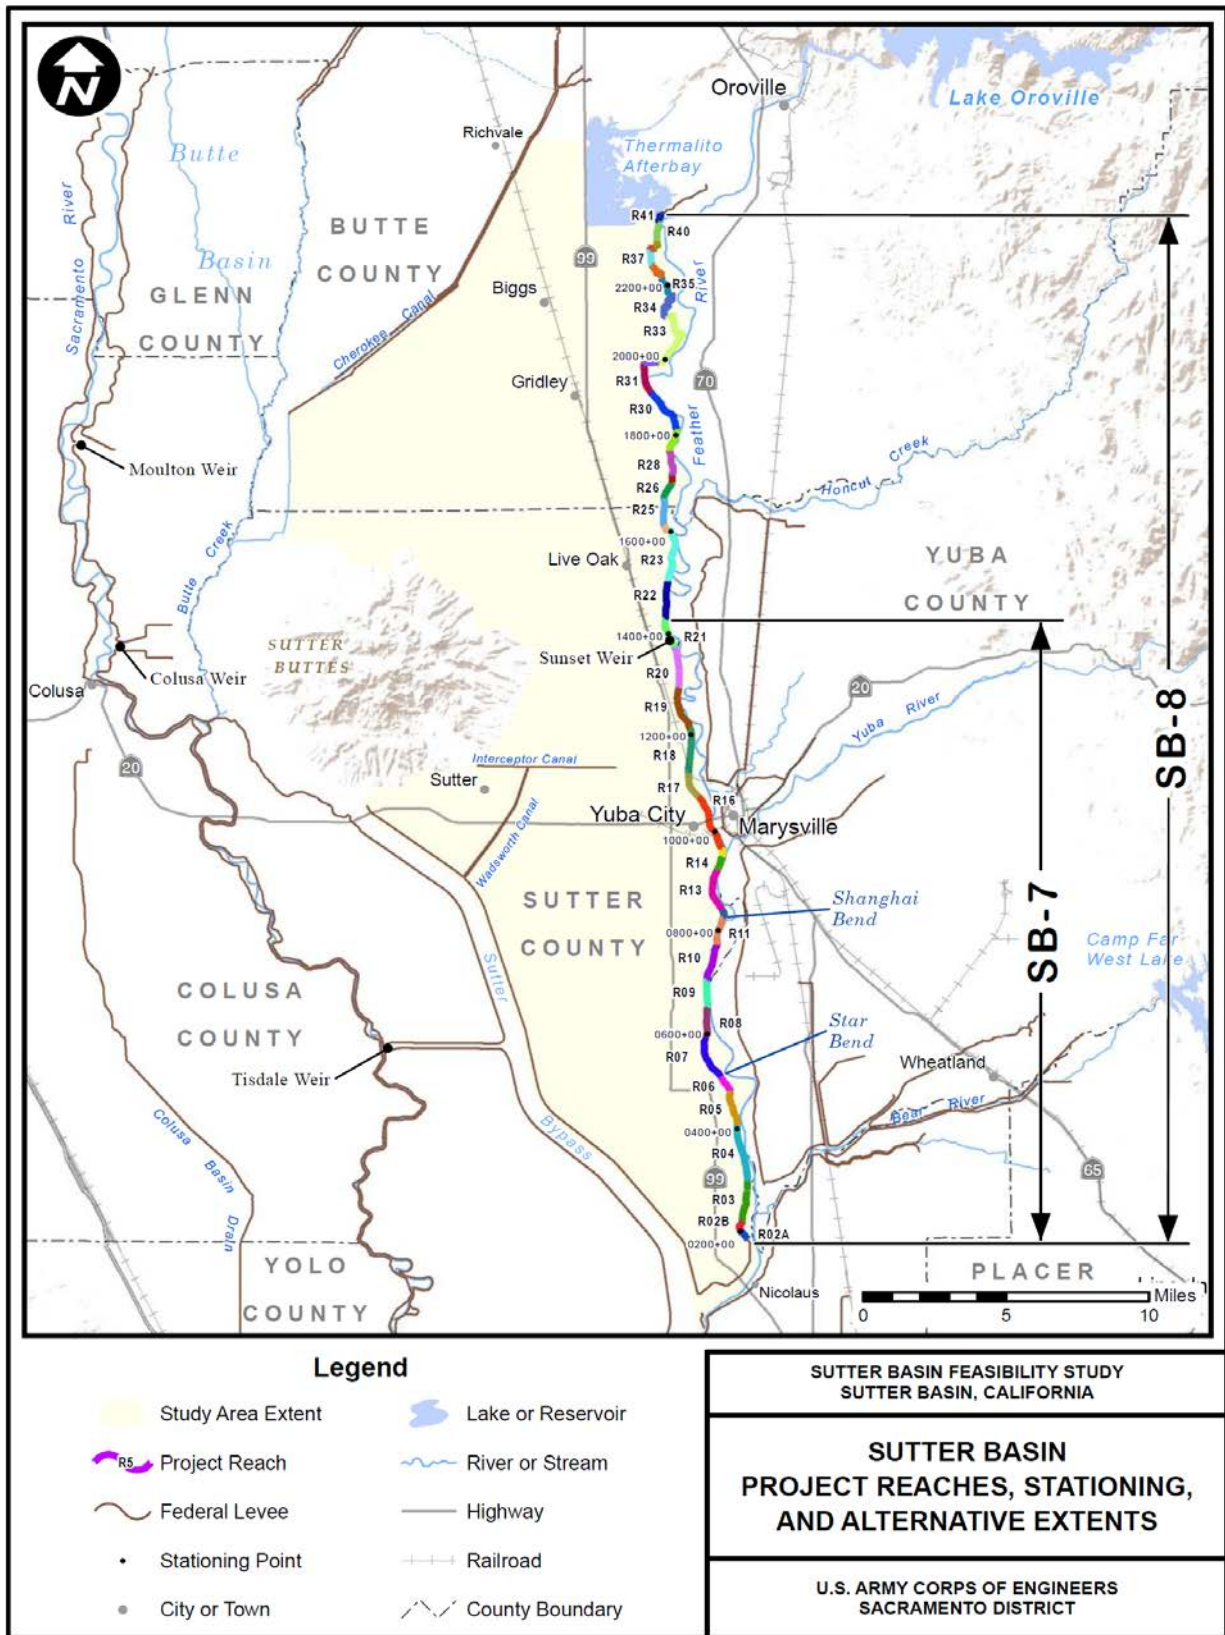 N
Oroville
Lake Oroville
Richvale
Thermalito
Afterbay
Butte
Basin
Sacramento
River
BUTTE
COUNTY
GLENN
COUNTY
99
R41
R40
R37
R35
2200+00
R34
R33
River
Biggs
Cherokee Canal
2000+00
R31
70
Gridley
R30
1800+00
Feather
R28
R26
R25
Honcut
Creek
Moulton Weir
1600+00
Live Oak
R23
R22
YUBA
COUNTY
Butte
Creek
SUTTER
BUTTES
1400+00
R21
Sunset Weir
R20
Colusa Weir
Colusa
R19
20
Yuba
River
1200+00
R18
20
Interceptor Canal
Sutter
R17
R16
Wadsworth Canal
Yuba City
Marysville
1000+00
R14
R13
SUTTER
COUNTY
Shanghai
Bend
0800+00
R11
R10
Camp Far
West Lake
SB-7
SB-8
Sutter
R09
COLUSA
COUNTY
R08
0600+00
Star
Bend
R07
Wheatland
Tisdale Weir
R06
R05
Bear
River
0400+00
Colusa
Basin
Drain
Bypass
R04
99
65
R03
R02B
R02A
0200+00
YOLO
COUNTY
PLACER
Nicolaus
Miles
0
5
10
Legend
Study Area Extent
R5
Project Reach
Federal Levee
Stationing Point
City or Town
Lake or Reservoir
River or Stream
Highway
Railroad
County Boundary
SUTTER BASIN FEASIBILITY STUDY
SUTTER BASIN, CALIFORNIA
SUTTER BASIN
PROJECT REACHES, STATIONING,
AND ALTERNATIVE EXTENTS
U.S. ARMY CORPS OF ENGINEERS
SACRAMENTO DISTRICT